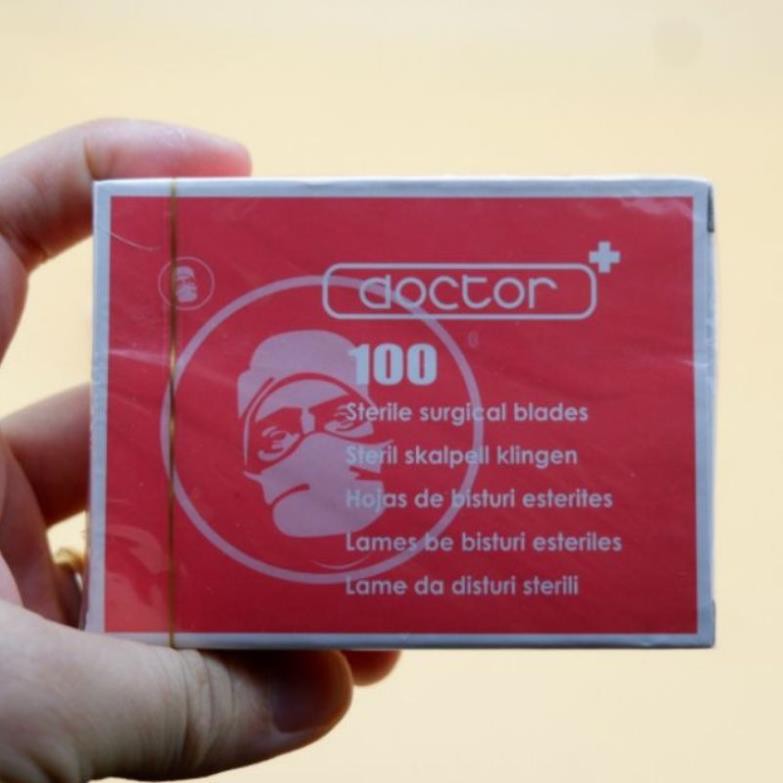 doctor
100
Sterile surgical blades
Steril skalpell klingen
Hojas de bisturi esterites
Lames be bisturi esteriles
Lame da disturi sterili